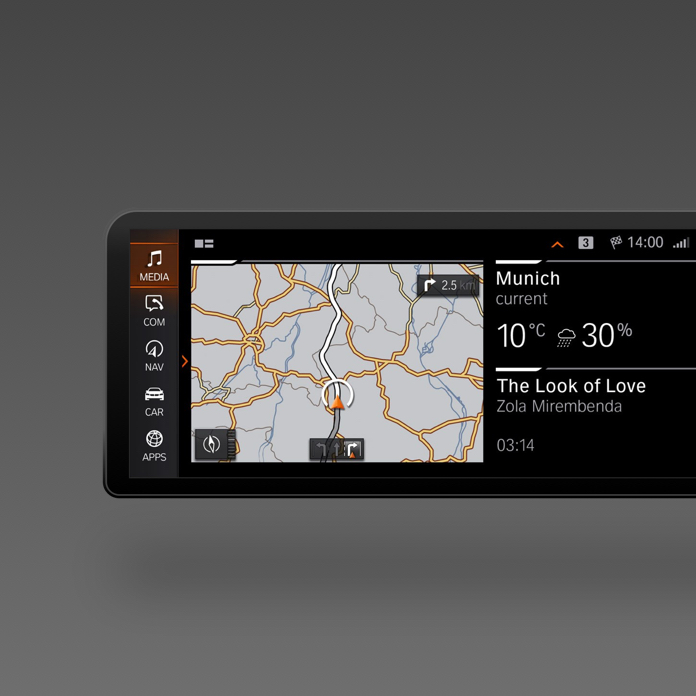 3
14:00
MEDIA
COM
NAV
CAR
APPS
2.5 km
Munich
current
10°C
30%
The Look of Love
Zola Mirembenda
03:14